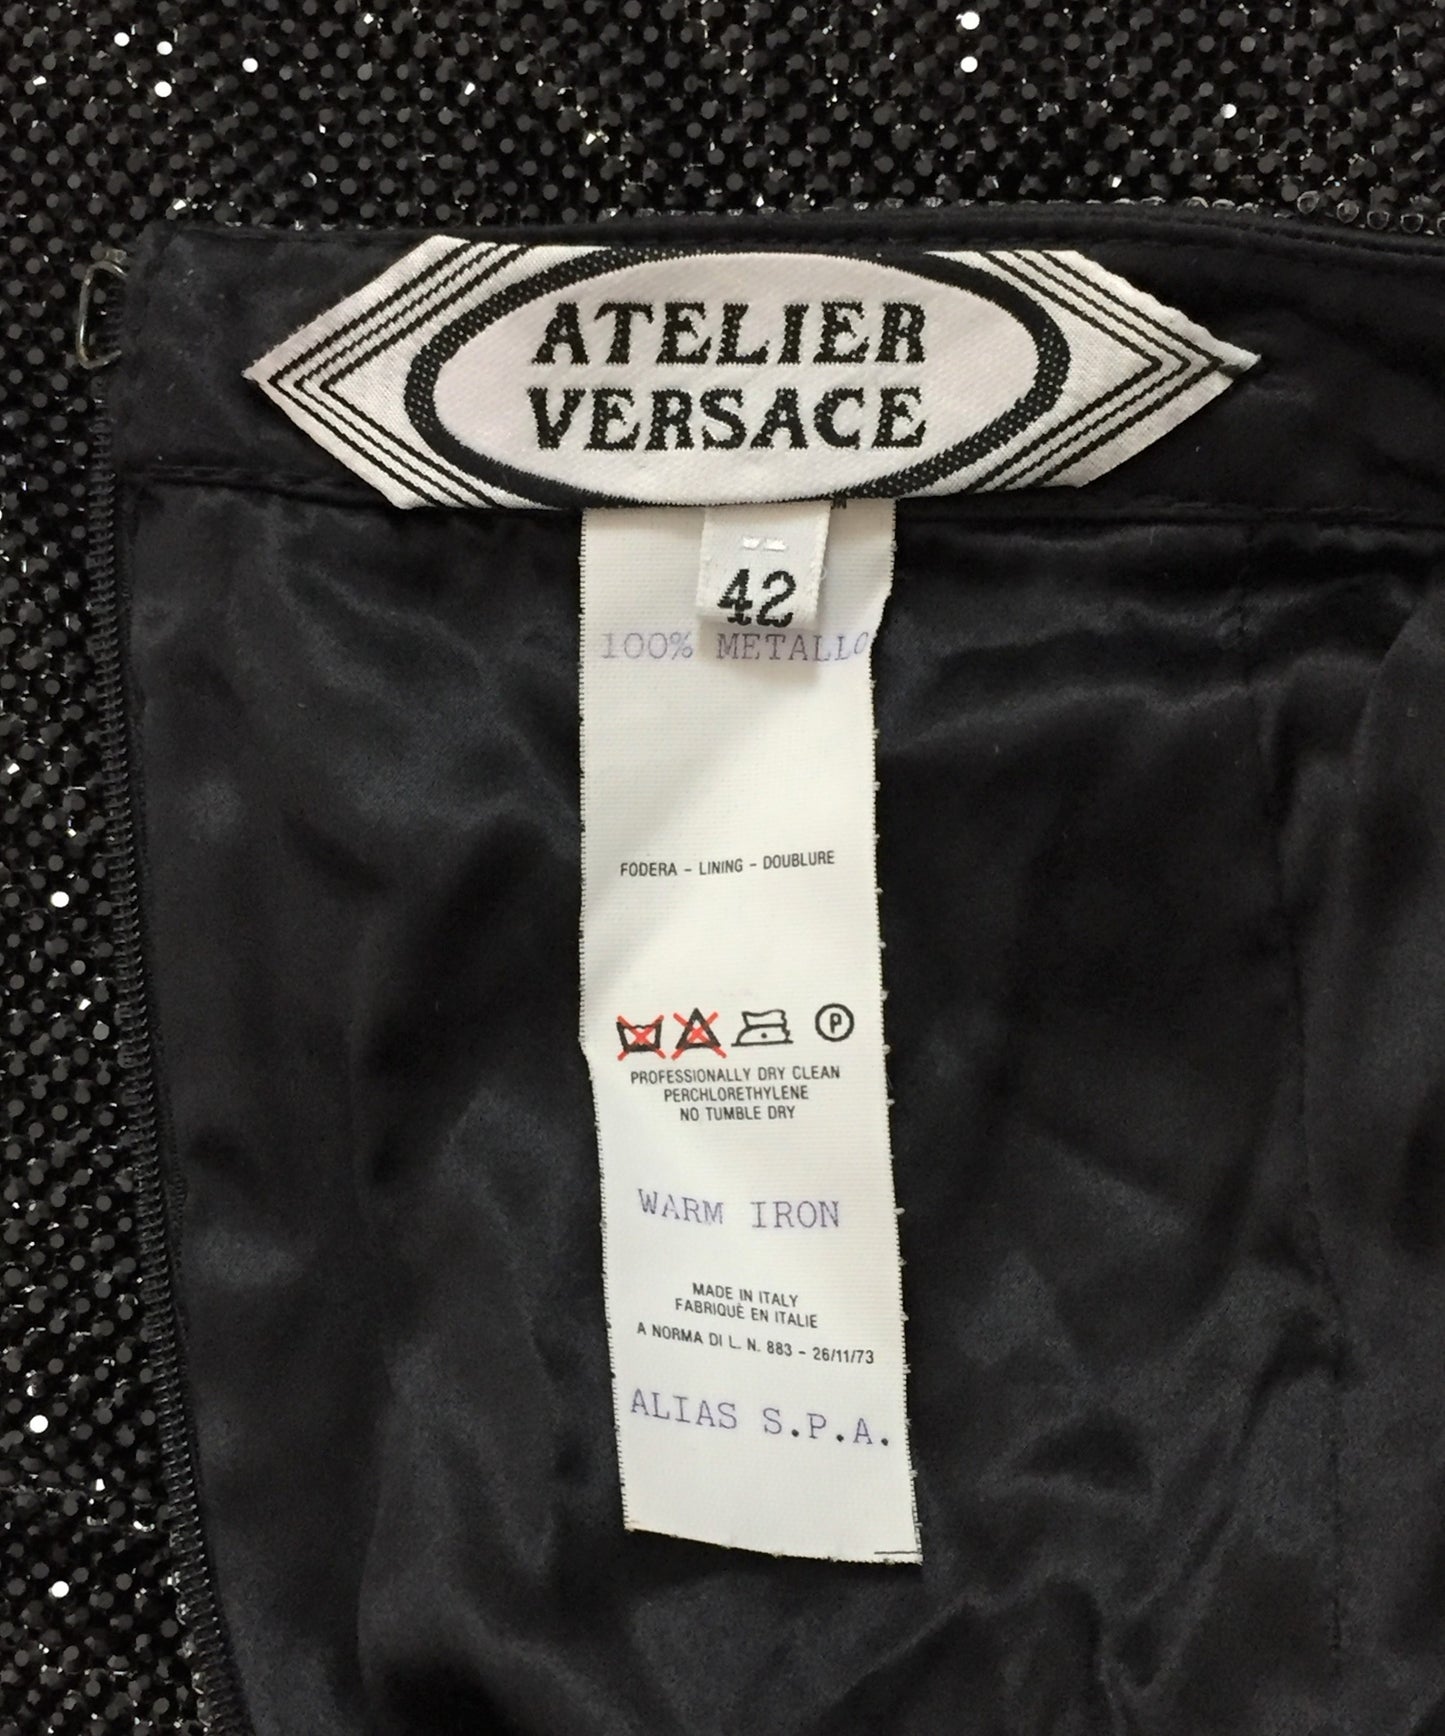 ATELIER
VERSACE
42
100% METALLO
FODERA - LINING - DOUBLURE
P
PROFESSIONALLY DRY CLEAN
PERCHLORETHYLENE
NO TUMBLE DRY
WARM IRON
MADE IN ITALY
FABRIQUÈ EN ITALIE
A NORMA DI L. N. 883 - 26/11/73
ALIAS S.P.A.